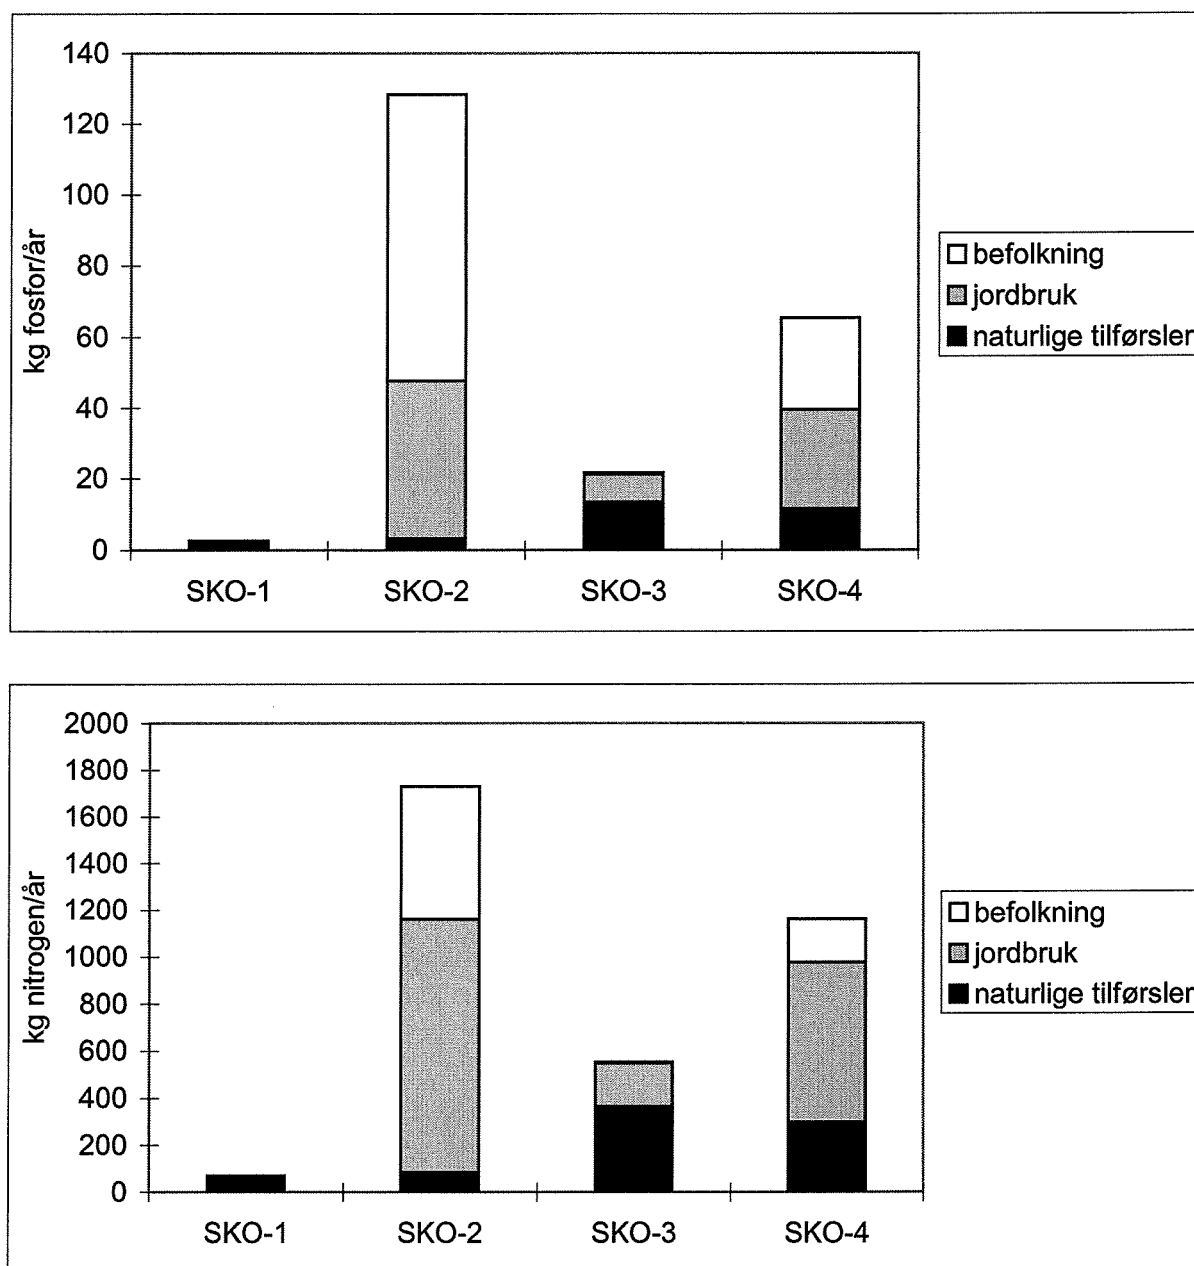 140
120
100
80
60
40
20
0
kg fosfor/år
SKO-1 SKO-2 SKO-3 SKO-4
befolkning
jordbruk
naturlige tilførsler
2000
1800
1600
1400
1200
1000
800
600
400
200
0
kg nitrogen/år
SKO-1 SKO-2 SKO-3 SKO-4
befolkning
jordbruk
naturlige tilførsler